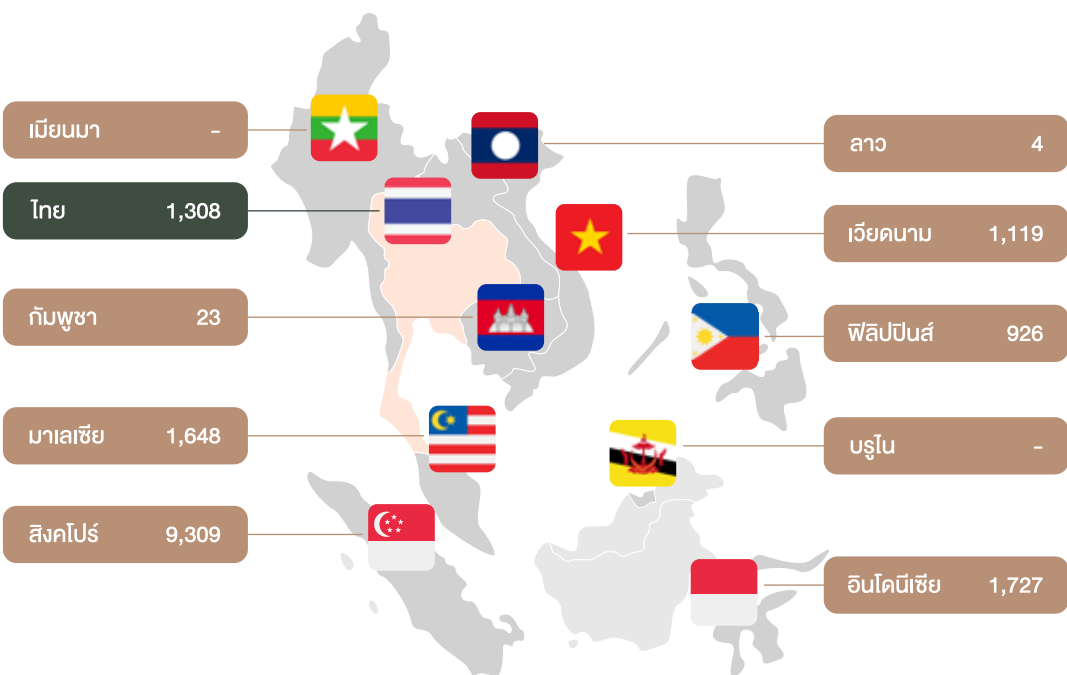 เมียนมา -
ไทย 1,308
กัมพูชา 23
มาเลเซีย 1,648
สิงคโปร์ 9,309
ลาว 4
เวียดนาม 1,119
ฟิลิปปินส์ 926
บรูไน -
อินโดนีเซีย 1,727